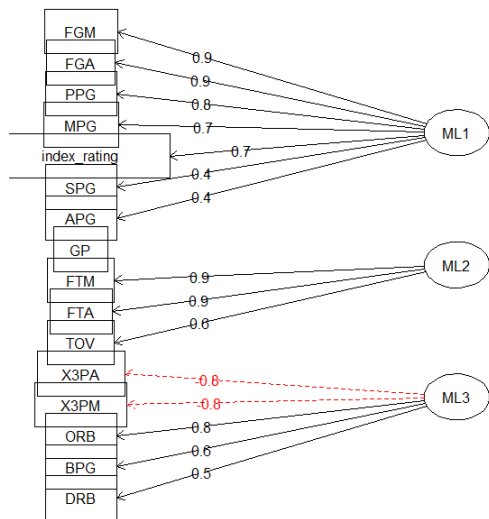 FGM
0.9
FGA
0.9
PPG
0.8
MPG
0.7
ML1
index_rating
0.7
SPG
0.4
APG
0.4
GP
FTM
0.9
ML2
FTA
0.9
TOV
0.6
X3PA
-0.8
X3PM
-0.8
ML3
ORB
0.8
BPG
0.6
DRB
0.5